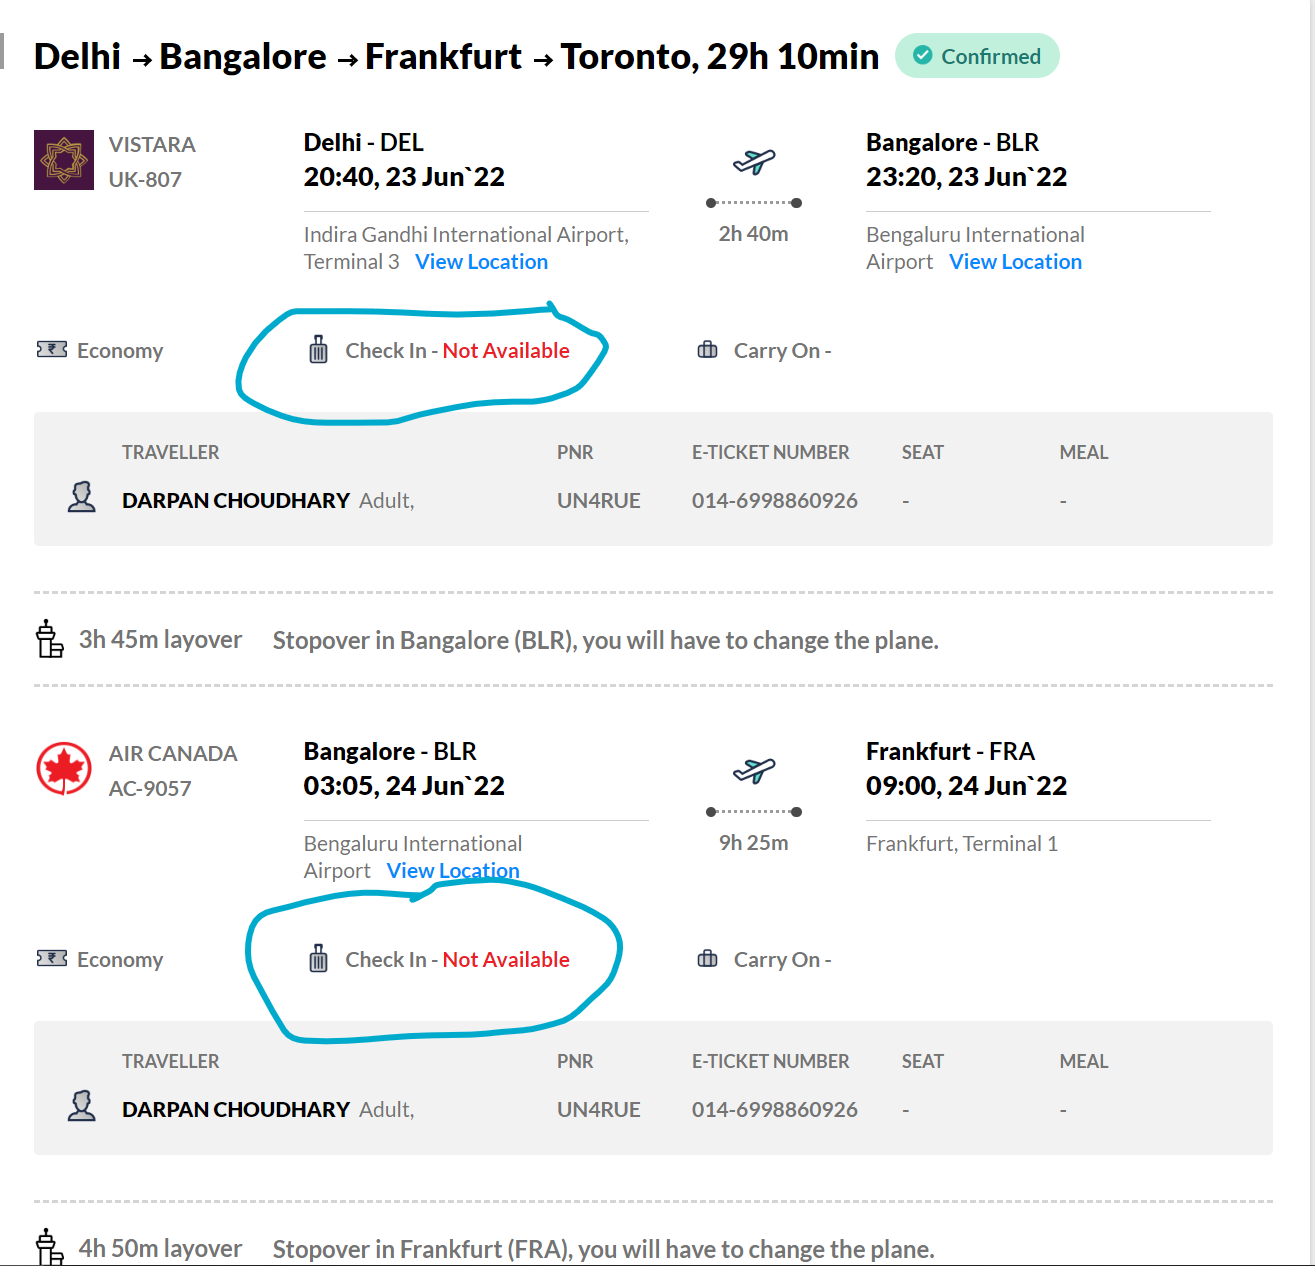 Delhi → Bangalore → Frankfurt → Toronto, 29h 10min Confirmed
VISTARA
UK-807
Delhi - DEL
20:40, 23 Jun`22
Indira Gandhi International Airport,
Terminal 3 View Location
2h 40m
Bangalore - BLR
23:20, 23 Jun`22
Bengaluru International
Airport View Location
Economy
Check In - Not Available
Carry On -
TRAVELLER PNR E-TICKET NUMBER SEAT MEAL
DARPAN CHOUDHARY Adult, UN4RUE 014-6998860926 - -
3h 45m layover Stopover in Bangalore (BLR), you will have to change the plane.
AIR CANADA
AC-9057
Bangalore - BLR
03:05, 24 Jun`22
Bengaluru International
Airport View Location
9h 25m
Frankfurt - FRA
09:00, 24 Jun`22
Frankfurt, Terminal 1
Economy
Check In - Not Available
Carry On -
TRAVELLER PNR E-TICKET NUMBER SEAT MEAL
DARPAN CHOUDHARY Adult, UN4RUE 014-6998860926 - -
4h 50m layover Stopover in Frankfurt (FRA), you will have to change the plane.